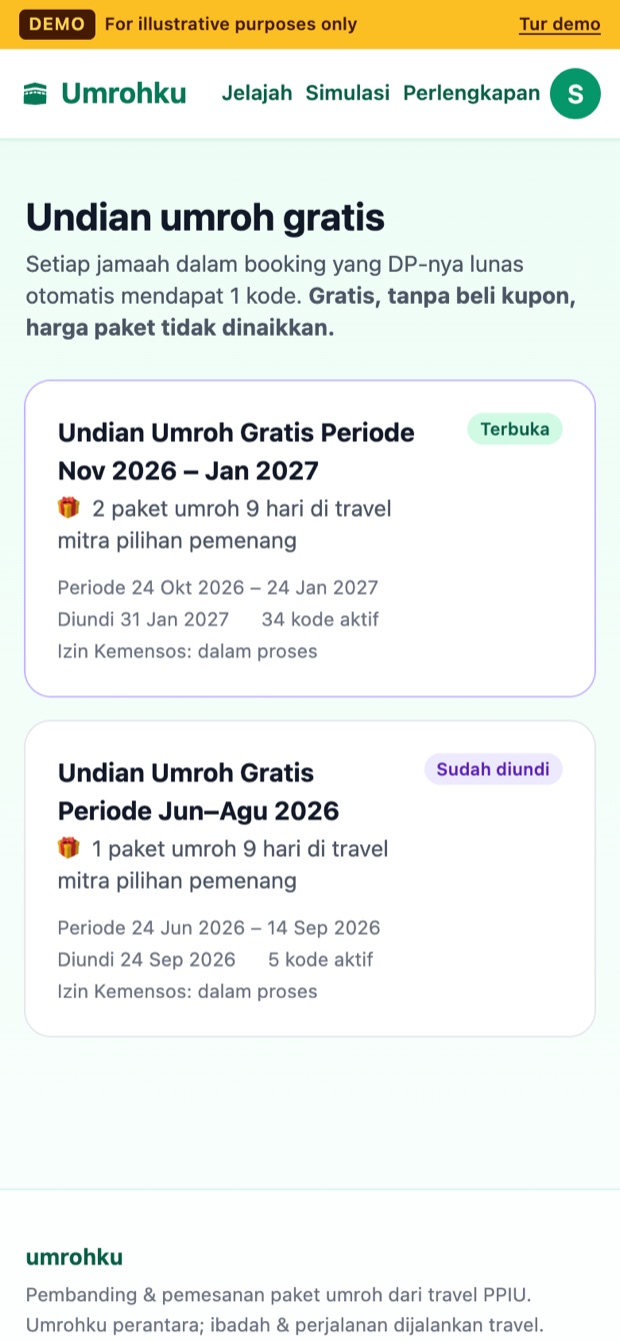 DEMO For illustrative purposes only Tur demo
Umrohku Jelajah Simulasi Perlengkapan S
Undian umroh gratis
Setiap jamaah dalam booking yang DP-nya lunas
otomatis mendapat 1 kode. Gratis, tanpa beli kupon,
harga paket tidak dinaikkan.
Undian Umroh Gratis Periode
Nov 2026 – Jan 2027
Terbuka
2 paket umroh 9 hari di travel
mitra pilihan pemenang
Periode 24 Okt 2026 – 24 Jan 2027
Diundi 31 Jan 2027 34 kode aktif
Izin Kemensos: dalam proses
Undian Umroh Gratis
Periode Jun–Agu 2026
Sudah diundi
1 paket umroh 9 hari di travel
mitra pilihan pemenang
Periode 24 Jun 2026 – 14 Sep 2026
Diundi 24 Sep 2026 5 kode aktif
Izin Kemensos: dalam proses
umrohku
Pembanding & pemesanan paket umroh dari travel PPIU.
Umrohku perantara; ibadah & perjalanan dijalankan travel.